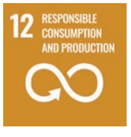 12 RESPONSIBLE
CONSUMPTION
AND PRODUCTION